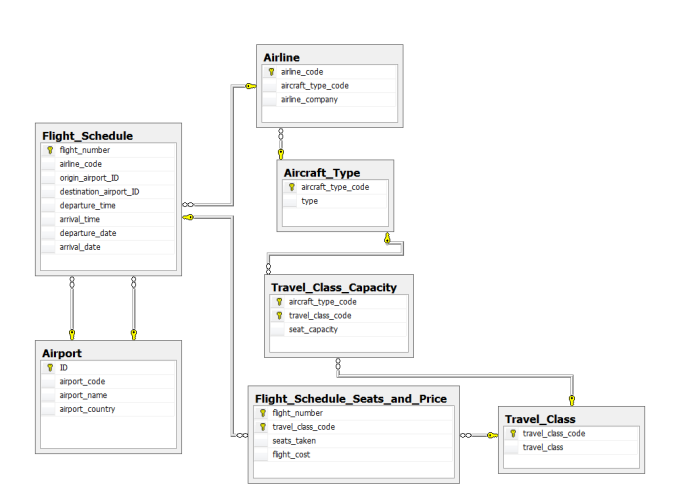 Airline
airline_code
aircraft_type_code
airline_company
Flight_Schedule
flight_number
airline_code
origin_airport_ID
destination_airport_ID
departure_time
arrival_time
departure_date
arrival_date
Aircraft_Type
aircraft_type_code
type
Travel_Class_Capacity
aircraft_type_code
travel_class_code
seat_capacity
Airport
ID
airport_code
airport_name
airport_country
Flight_Schedule_Seats_and_Price
flight_number
travel_class_code
seats_taken
flight_cost
Travel_Class
travel_class_code
travel_class